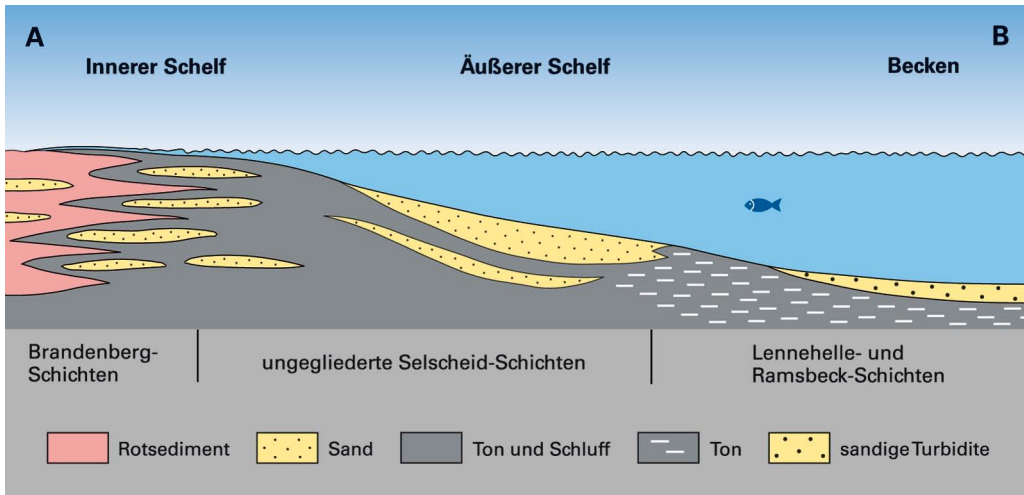 A
B
Innerer Schelf
Äußerer Schelf
Becken
Brandenberg-
Schichten
ungegliederte Selscheid-Schichten
Lennehelle- und
Ramsbeck-Schichten
Rotsediment
Sand
Ton und Schluff
Ton
sandige Turbidite